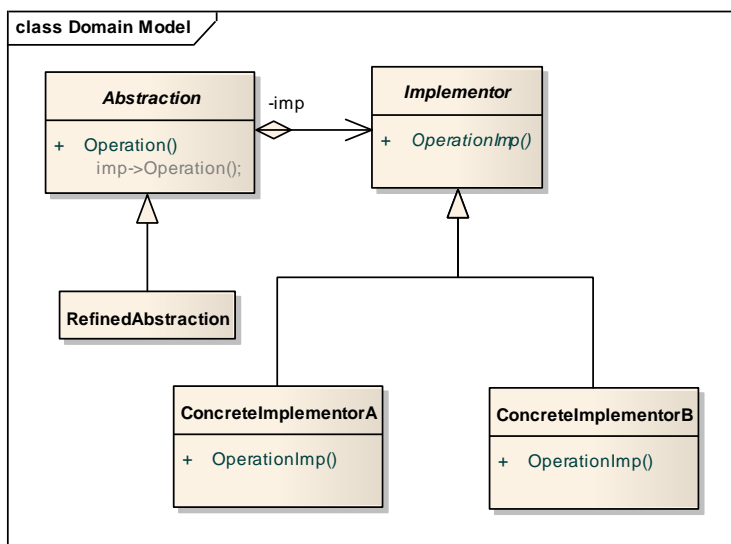 class Domain Model
Abstraction
+ Operation()
imp->Operation();
-imp
Implementor
+ OperationImp()
RefinedAbstraction
ConcreteImplementorA
+ OperationImp()
ConcreteImplementorB
+ OperationImp()